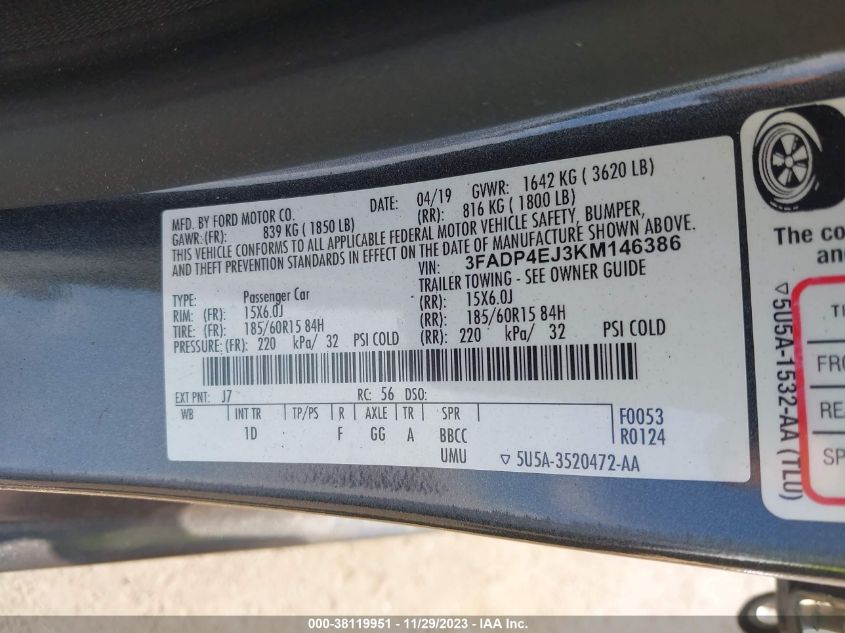 MFD. BY FORD MOTOR CO. DATE: 04/19 GVWR: 1642 KG ( 3620 LB)
GAWR: (FR): 839 KG ( 1850 LB) (RR): 816 KG ( 1800 LB)
THIS VEHICLE CONFORMS TO ALL APPLICABLE FEDERAL MOTOR VEHICLE SAFETY, BUMPER,
AND THEFT PREVENTION STANDARDS IN EFFECT ON THE DATE OF MANUFACTURE SHOWN ABOVE.
VIN: 3FADP4EJ3KM146386
TYPE: Passenger Car TRAILER TOWING - SEE OWNER GUIDE
RIM: (FR): 15X6.0J (RR): 15X6.0J
TIRE: (FR): 185/60R15 84H (RR): 185/60R15 84H
PRESSURE: (FR): 220 kPa/ 32 PSI COLD (RR): 220 kPa/ 32 PSI COLD
EXT PNT: J7 RC: 56 DSO:
WB INT TR TP/PS R AXLE TR SPR F0053
1D F GG A BBCC R0124
UMU ▽ 5U5A-3520472-AA
The co
an
▽5U5A-1532-AA (TLU)
TI
FRO
REA
SP
000-38119951 - 11/29/2023 - IAA Inc.